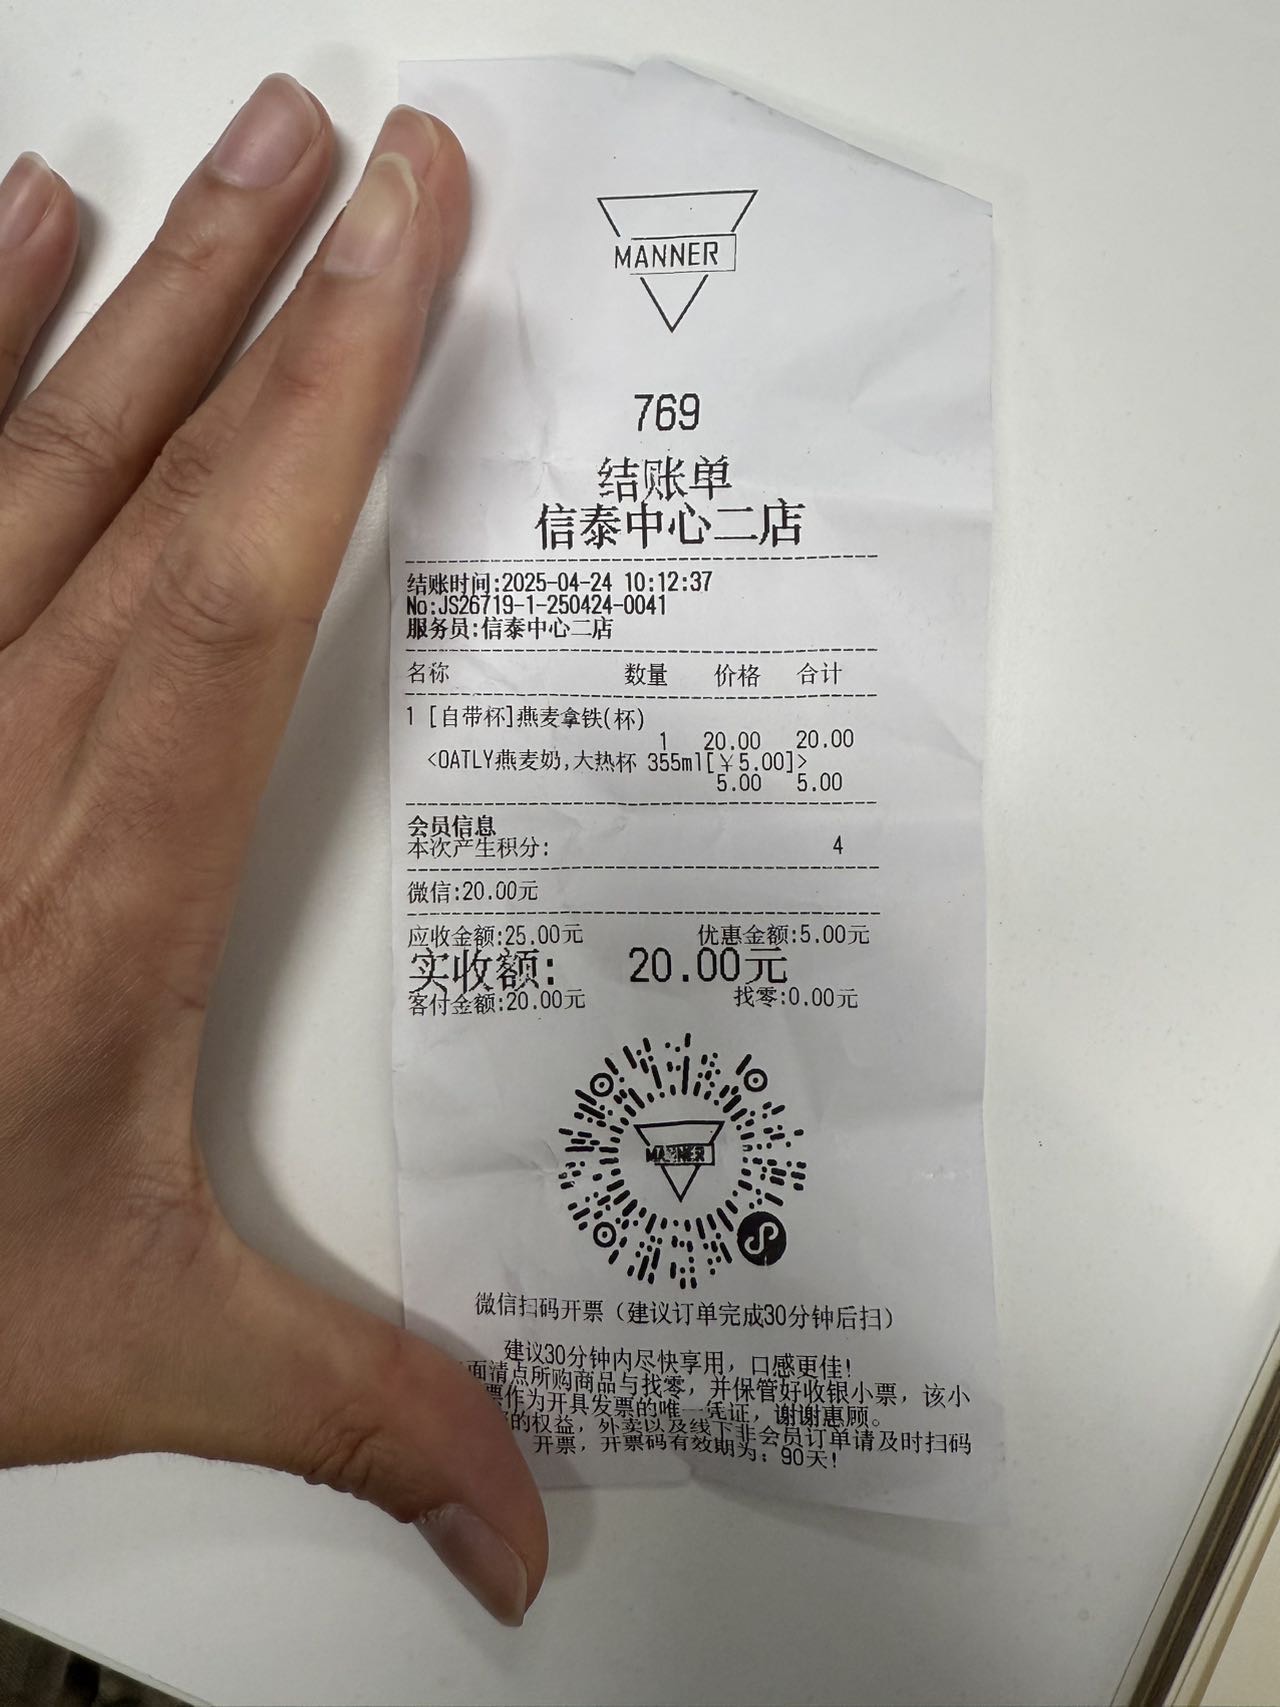 MANNER
769
结账单
信泰中心二店
结账时间:2025-04-24 10:12:37
No:JS26719-1-250424-0041
服务员:信泰中心二店
名称 数量 价格 合计
1 [自带杯]燕麦拿铁(杯)
1 20.00 20.00
<OATLY燕麦奶,大热杯 355ml[￥5.00]>
5.00 5.00
会员信息
本次产生积分: 4
微信:20.00元
应收金额:25.00元 优惠金额:5.00元
实收额: 20.00元
客付金额:20.00元 找零:0.00元
MANNER
微信扫码开票（建议订单完成30分钟后扫）
建议30分钟内尽快享用，口感更佳!
面清点所购商品与找零，并保管好收银小票，该小
票作为开具发票的唯一凭证，谢谢惠顾。
的权益，外卖以及线下非会员订单请及时扫码
开票，开票码有效期为：90天!